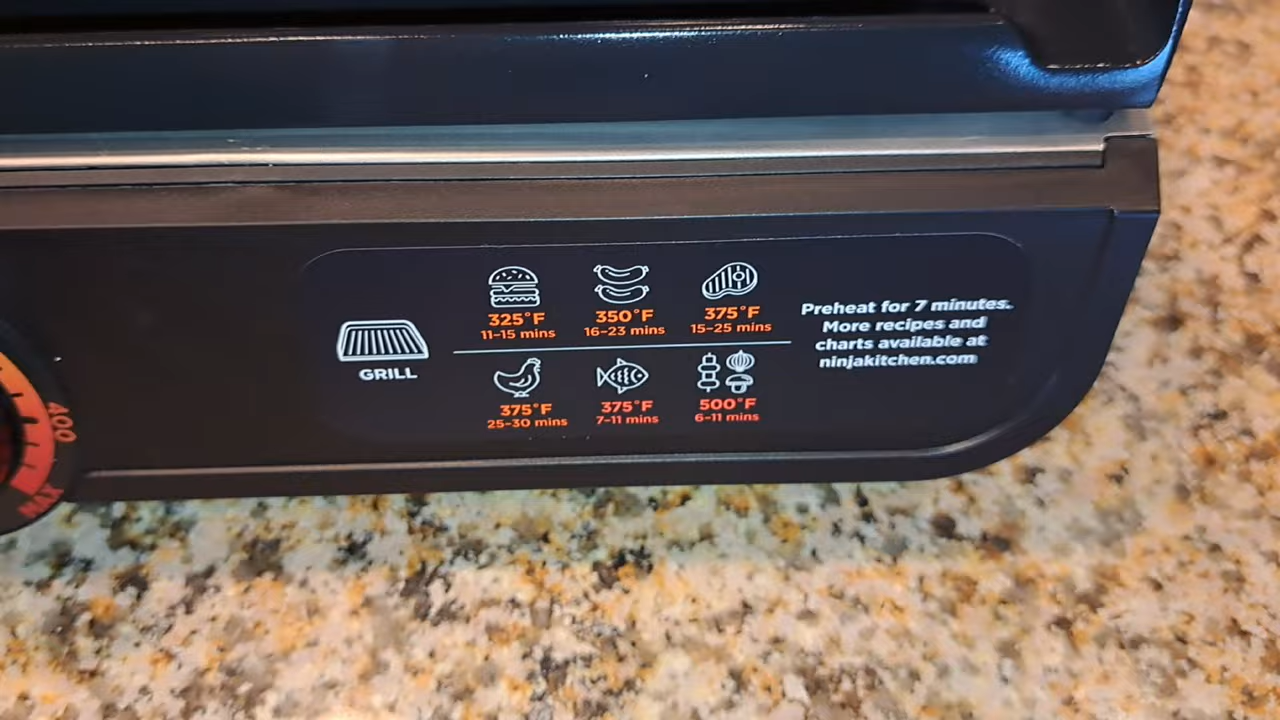 325°F 350°F 375°F
11-15 mins 16-23 mins 15-25 mins
GRILL
375°F 375°F 500°F
25-30 mins 7-11 mins 6-11 mins
Preheat for 7 minutes.
More recipes and
charts available at
ninjakitchen.com
400